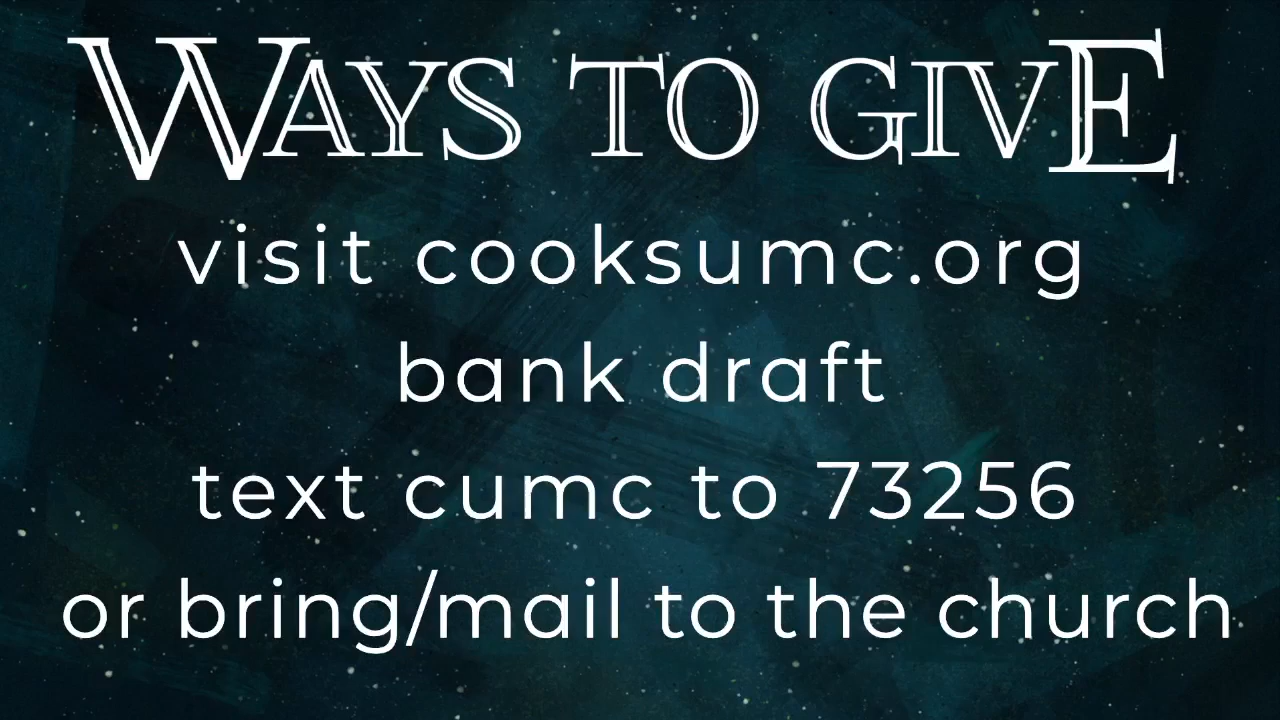 WAYS TO GIVE
visit cooksumc.org
bank draft
text cumc to 73256
or bring/mail to the church